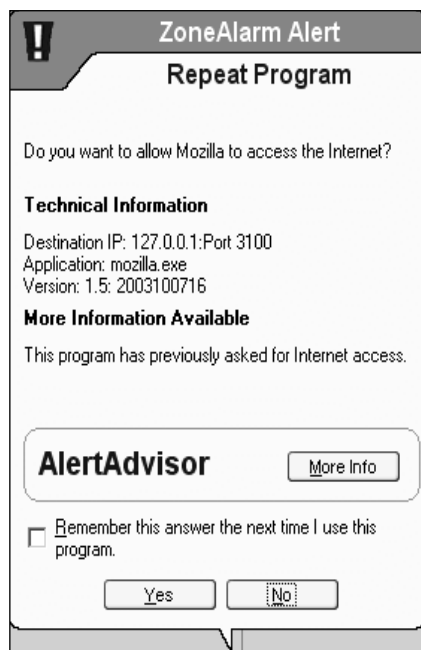 ZoneAlarm Alert
Repeat Program
Do you want to allow Mozilla to access the Internet?
Technical Information
Destination IP: 127.0.0.1:Port 3100
Application: mozilla.exe
Version: 1.5: 2003100716
More Information Available
This program has previously asked for Internet access.
AlertAdvisor
More Info
Remember this answer the next time I use this
program.
Yes
No